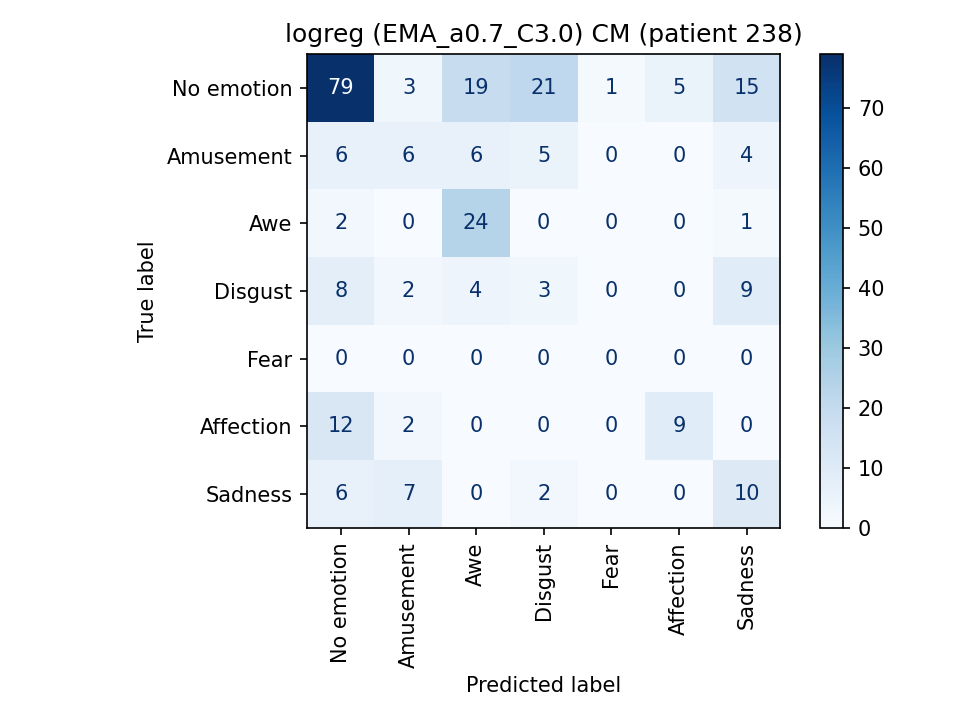 logreg (EMA_a0.7_C3.0) CM (patient 238)
No emotion 79 3 19 21 1 5 15
Amusement 6 6 6 5 0 0 4
Awe 2 0 24 0 0 0 1
Disgust 8 2 4 3 0 0 9
Fear 0 0 0 0 0 0 0
Affection 12 2 0 0 0 9 0
Sadness 6 7 0 2 0 0 10
True label
No emotion
Amusement
Awe
Disgust
Fear
Affection
Sadness
Predicted label
70
60
50
40
30
20
10
0